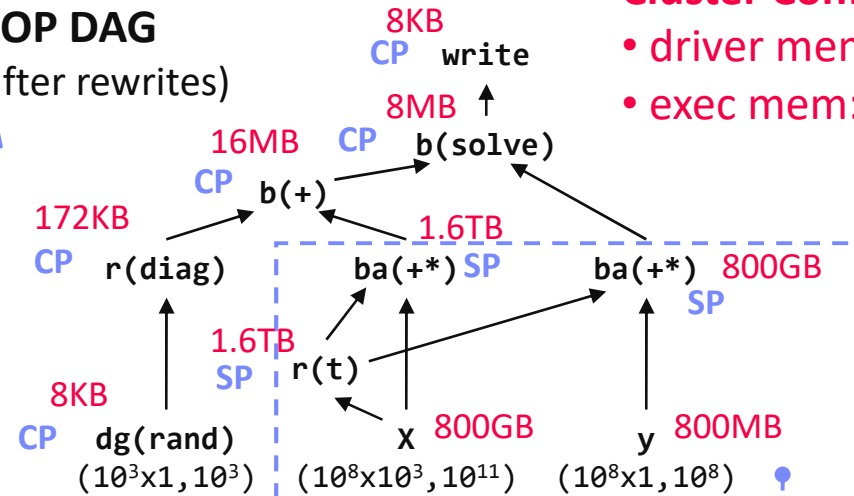 OP DAG
fter rewrites)
8KB
CP write
• driver mem
• exec mem:
8MB
CP b(solve)
16MB
CP b(+)
172KB
CP r(diag)
1.6TB
ba(+*) SP
ba(+*) 800GB
SP
1.6TB
SP r(t)
8KB
CP dg(rand)
(10³x1,10³)
X 800GB
(10⁸x10³,10¹¹)
y 800MB
(10⁸x1,10⁸)